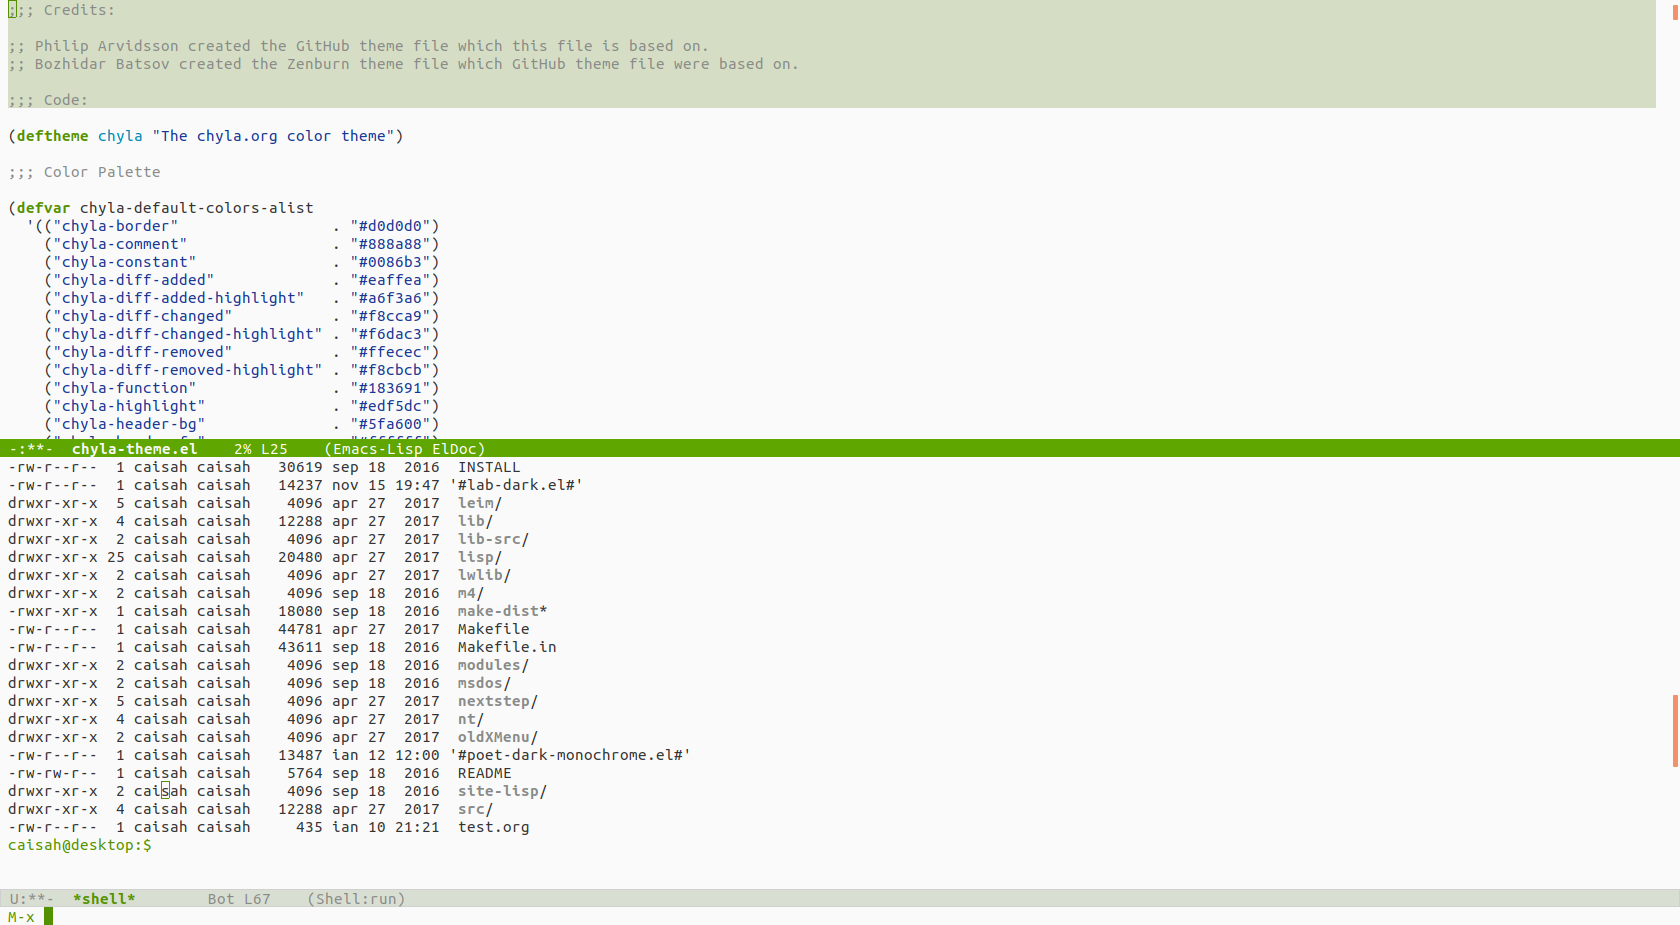 ;;; Credits:
;; Philip Arvidsson created the GitHub theme file which this file is based on.
;; Bozhidar Batsov created the Zenburn theme file which GitHub theme file were based on.
;;; Code:
(deftheme chyla "The chyla.org color theme")
;;; Color Palette
(defvar chyla-default-colors-alist
  '(("chyla-border"                 . "#d0d0d0")
    ("chyla-comment"                . "#888a88")
    ("chyla-constant"               . "#0086b3")
    ("chyla-diff-added"             . "#eaffea")
    ("chyla-diff-added-highlight"   . "#a6f3a6")
    ("chyla-diff-changed"           . "#f8cca9")
    ("chyla-diff-changed-highlight" . "#f6dac3")
    ("chyla-diff-removed"           . "#ffecec")
    ("chyla-diff-removed-highlight" . "#f8cbcb")
    ("chyla-function"               . "#183691")
    ("chyla-highlight"              . "#edf5dc")
    ("chyla-header-bg"              . "#5fa600")
-:**-  chyla-theme.el    2% L25    (Emacs-Lisp ElDoc)
-rw-r--r--  1 caisah caisah   30619 sep 18  2016  INSTALL
-rw-r--r--  1 caisah caisah   14237 nov 15 19:47 '#lab-dark.el#'
drwxr-xr-x  5 caisah caisah    4096 apr 27  2017  leim/
drwxr-xr-x  4 caisah caisah   12288 apr 27  2017  lib/
drwxr-xr-x  2 caisah caisah    4096 apr 27  2017  lib-src/
drwxr-xr-x 25 caisah caisah   20480 apr 27  2017  lisp/
drwxr-xr-x  2 caisah caisah    4096 apr 27  2017  lwlib/
drwxr-xr-x  2 caisah caisah    4096 sep 18  2016  m4/
-rwxr-xr-x  1 caisah caisah   18080 sep 18  2016  make-dist*
-rw-r--r--  1 caisah caisah   44781 apr 27  2017  Makefile
-rw-r--r--  1 caisah caisah   43611 sep 18  2016  Makefile.in
drwxr-xr-x  2 caisah caisah    4096 sep 18  2016  modules/
drwxr-xr-x  2 caisah caisah    4096 sep 18  2016  msdos/
drwxr-xr-x  5 caisah caisah    4096 apr 27  2017  nextstep/
drwxr-xr-x  4 caisah caisah    4096 apr 27  2017  nt/
drwxr-xr-x  2 caisah caisah    4096 apr 27  2017  oldXMenu/
-rw-r--r--  1 caisah caisah   13487 ian 12 12:00 '#poet-dark-monochrome.el#'
-rw-rw-r--  1 caisah caisah    5764 sep 18  2016  README
drwxr-xr-x  2 caisah caisah    4096 sep 18  2016  site-lisp/
drwxr-xr-x  4 caisah caisah   12288 apr 27  2017  src/
-rw-r--r--  1 caisah caisah     435 ian 10 21:21  test.org
caisah@desktop:$
U:**-  *shell*        Bot L67    (Shell:run)
M-x